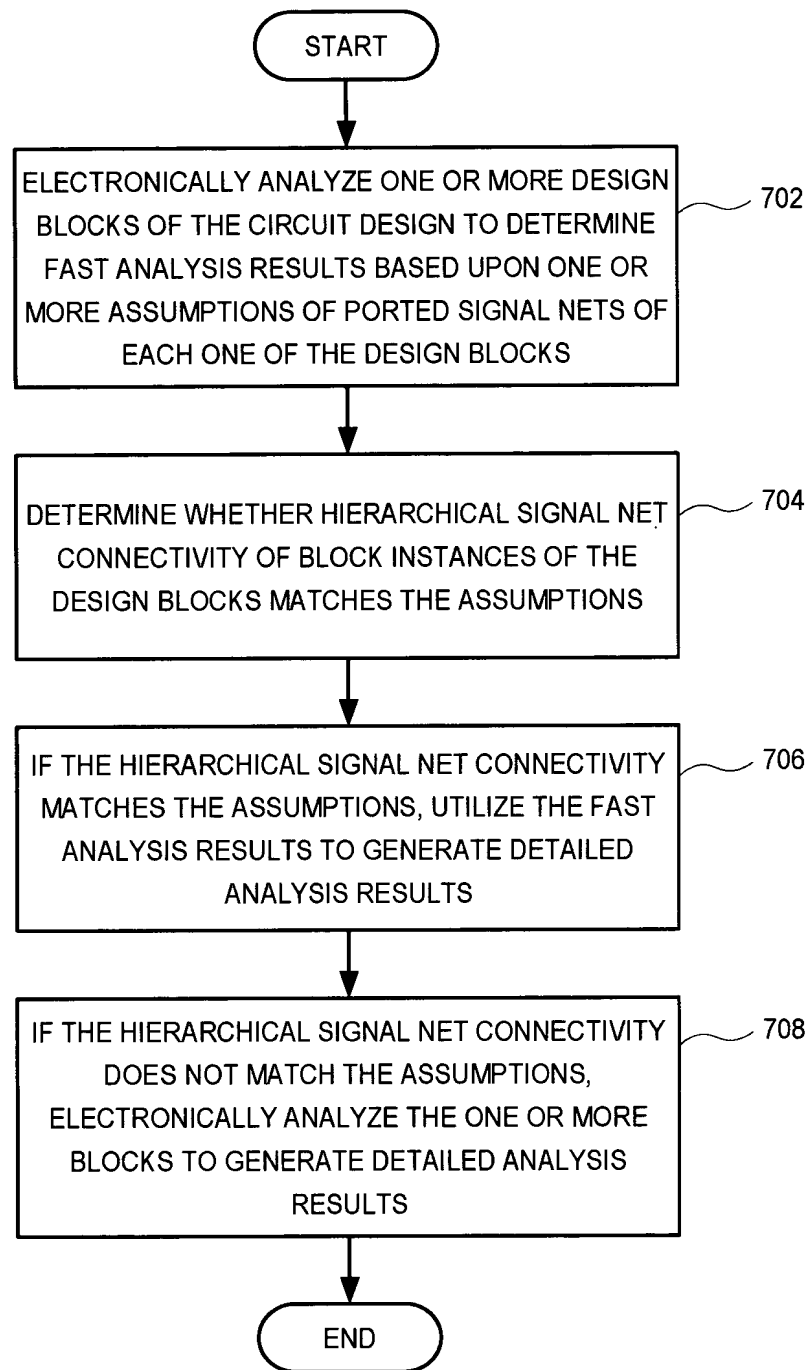 START
ELECTRONICALLY ANALYZE ONE OR MORE DESIGN
BLOCKS OF THE CIRCUIT DESIGN TO DETERMINE
FAST ANALYSIS RESULTS BASED UPON ONE OR
MORE ASSUMPTIONS OF PORTED SIGNAL NETS OF
EACH ONE OF THE DESIGN BLOCKS
702
DETERMINE WHETHER HIERARCHICAL SIGNAL NET
CONNECTIVITY OF BLOCK INSTANCES OF THE
DESIGN BLOCKS MATCHES THE ASSUMPTIONS
704
IF THE HIERARCHICAL SIGNAL NET CONNECTIVITY
MATCHES THE ASSUMPTIONS, UTILIZE THE FAST
ANALYSIS RESULTS TO GENERATE DETAILED
ANALYSIS RESULTS
706
IF THE HIERARCHICAL SIGNAL NET CONNECTIVITY
DOES NOT MATCH THE ASSUMPTIONS,
ELECTRONICALLY ANALYZE THE ONE OR MORE
BLOCKS TO GENERATE DETAILED ANALYSIS
RESULTS
708
END